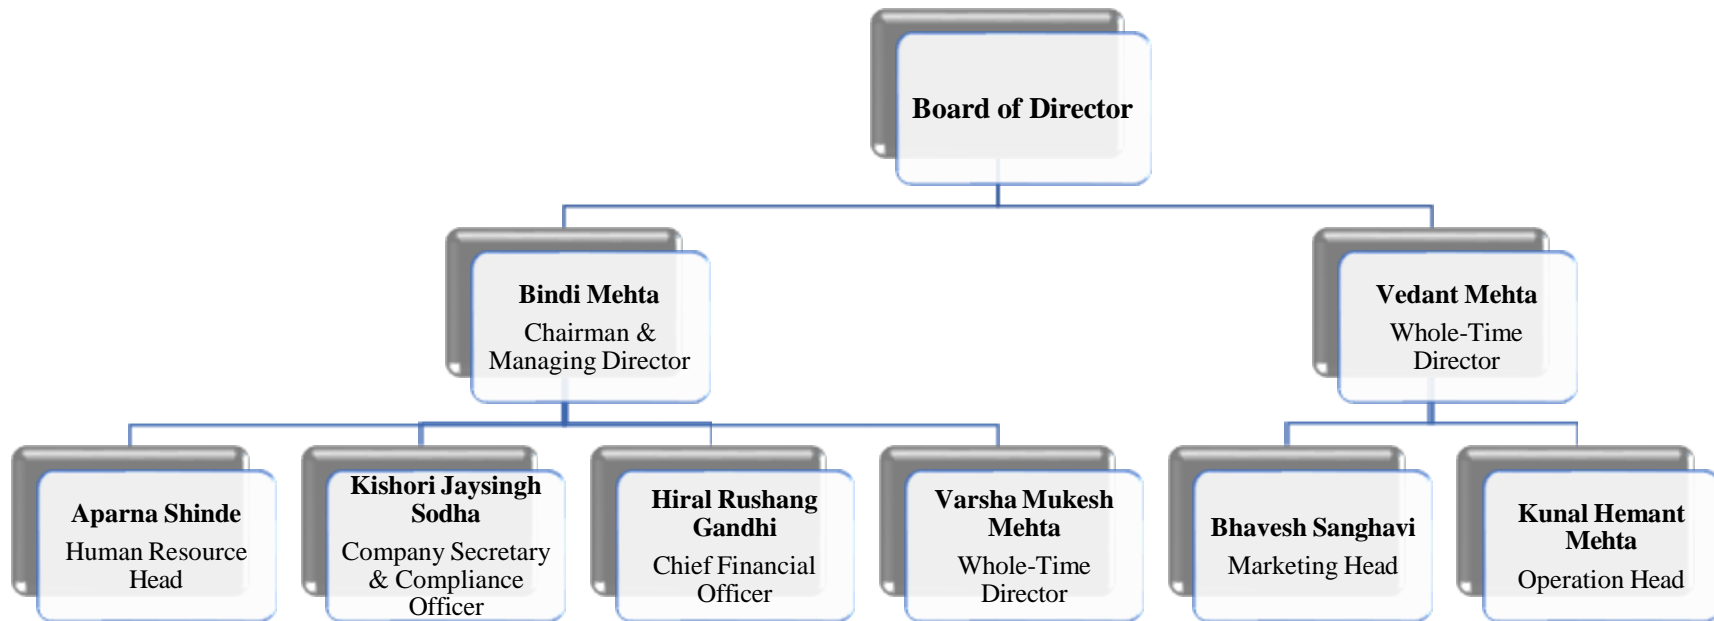 Board of Director
Bindi Mehta
Chairman &
Managing Director
Vedant Mehta
Whole-Time
Director
Aparna Shinde
Human Resource
Head
Kishori Jaysingh
Sodha
Company Secretary
& Compliance
Officer
Hiral Rushang
Gandhi
Chief Financial
Officer
Varsha Mukesh
Mehta
Whole-Time
Director
Bhavesh Sanghavi
Marketing Head
Kunal Hemant
Mehta
Operation Head